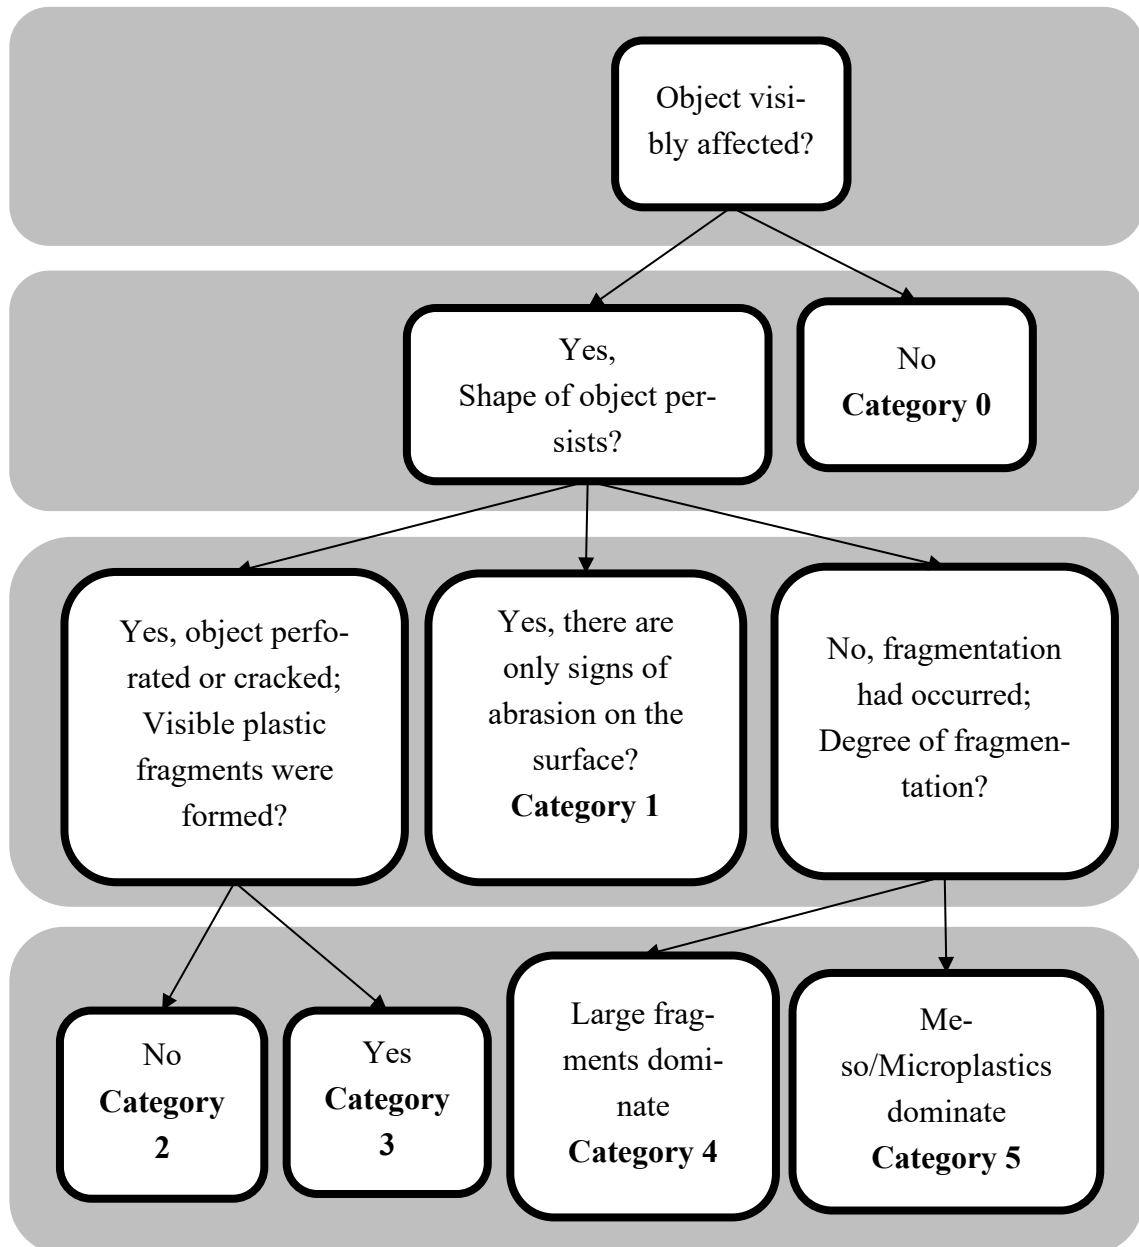 Object visi-
bly affected?
Yes,
Shape of object per-
sists?
No
Category 0
Yes, object perfo-
rated or cracked;
Visible plastic
fragments were
formed?
Yes, there are
only signs of
abrasion on the
surface?
Category 1
No, fragmentation
had occurred;
Degree of fragmen-
tation?
No
Category
2
Yes
Category
3
Large frag-
ments domi-
nate
Category 4
Me-
so/Microplastics
dominate
Category 5